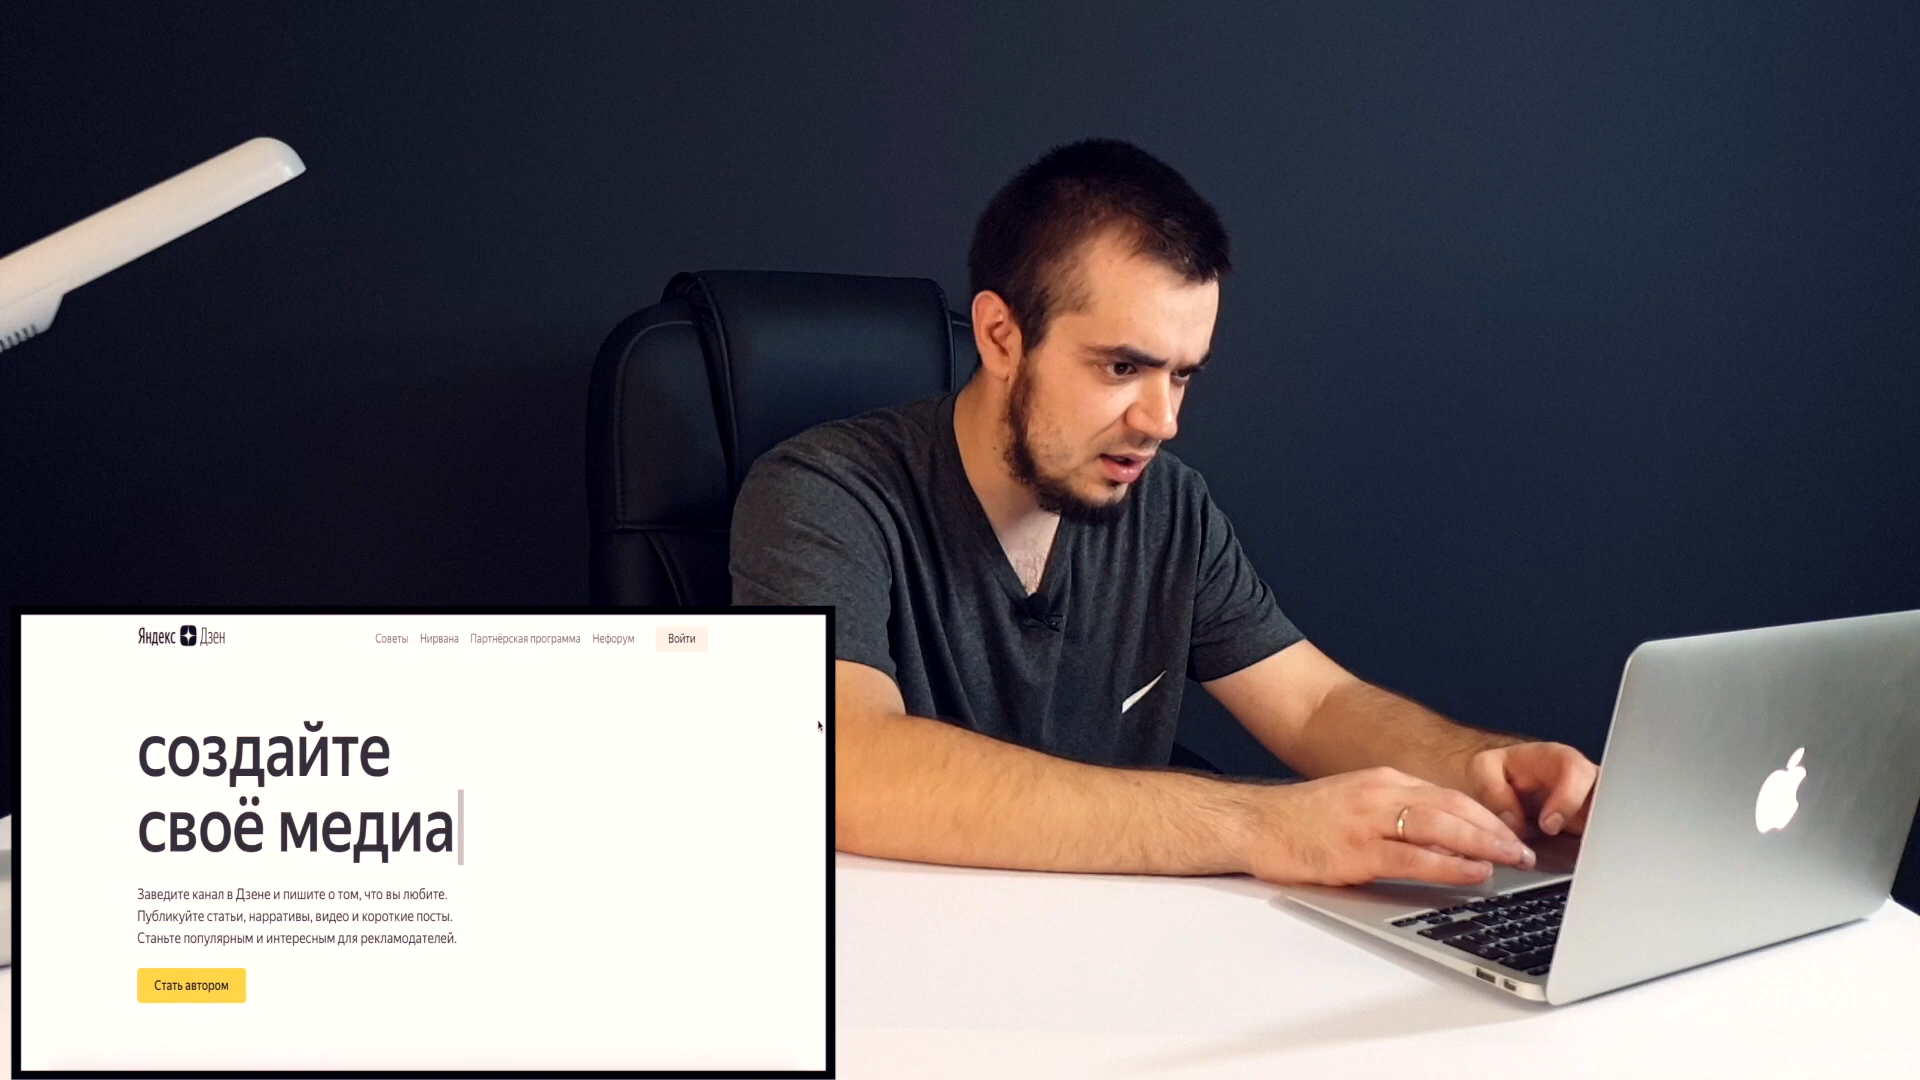 Яндекс Дзен
Советы Нирвана Партнёрская программа Нефорум Войти
создайте
своё медиа
Заведите канал в Дзене и пишите о том, что вы любите.
Публикуйте статьи, нарративы, видео и короткие посты.
Станьте популярным и интересным для рекламодателей.
Стать автором